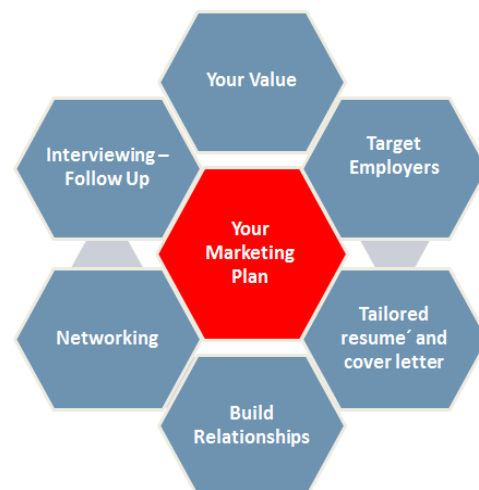 Your Value
Target
Employers
Tailored
resume´ and
cover letter
Build
Relationships
Networking
Interviewing –
Follow Up
Your
Marketing
Plan